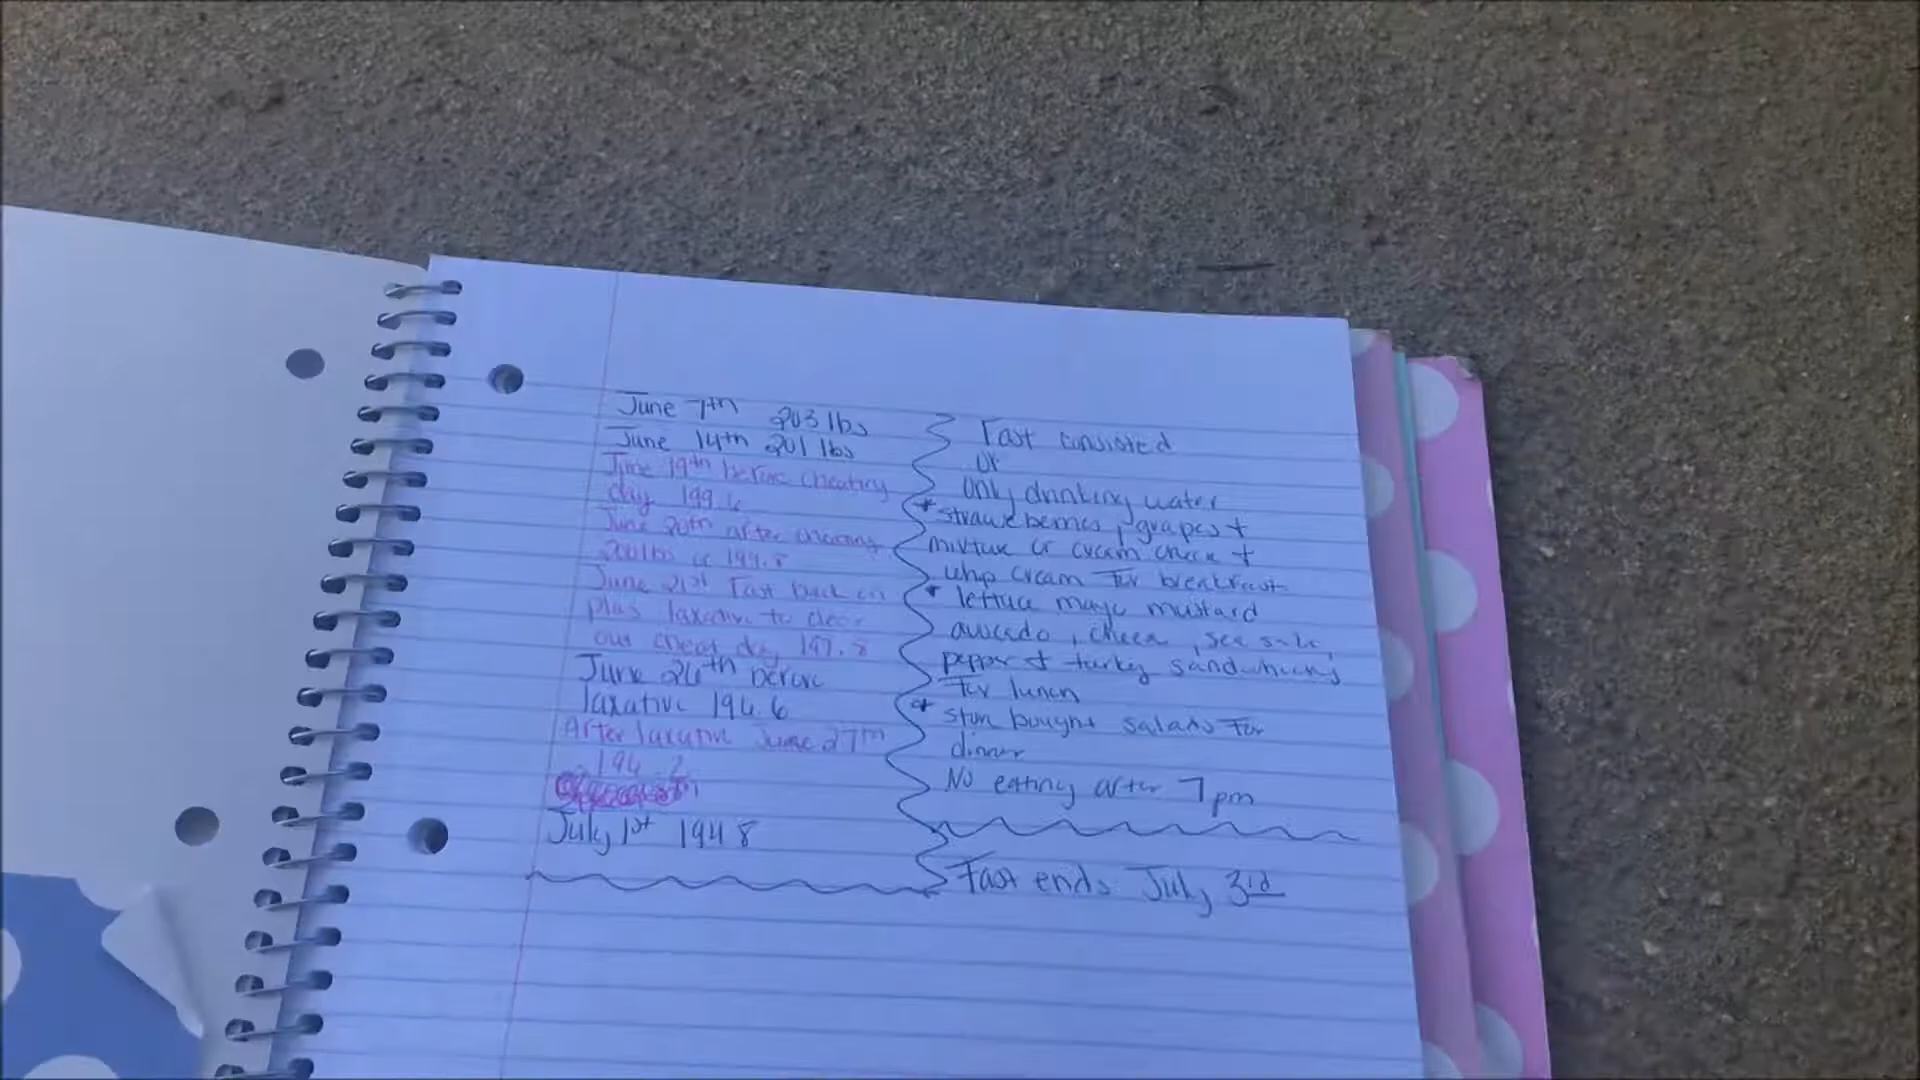 June 7th 203 lbs
June 14th 201 lbs
June 19th before cheating
day 199.6
June 20th after cheating
200lbs or 199.8
June 21st Fast back on
plus laxative to clear
out cheat day 197.8
June 26th before
laxative 194.6
After laxative June 27th
194.2
July 1st 194 8
Fast consisted
of
only drinking water
* strawberries, grapes +
mixture of cream cheese +
whip cream for breakfast
* lettuce mayo mustard
avocado, cheese, sea salt,
pepper + turkey sandwhiches
for lunch
* store bought salads for
dinner
No eating after 7pm
Fast ends July 3rd